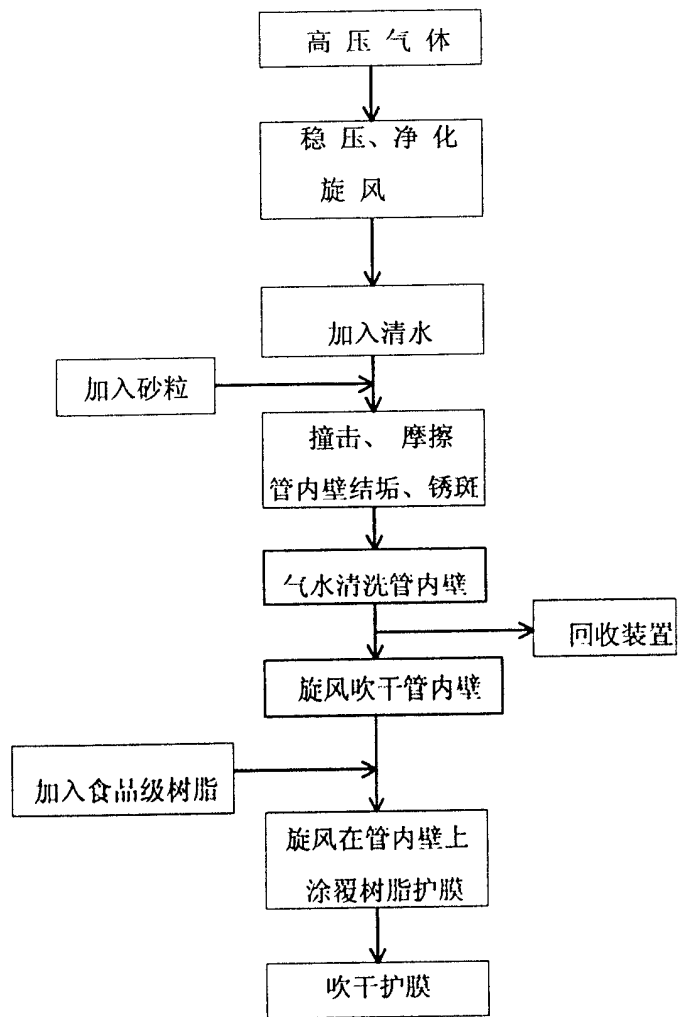 高压气体
稳压、净化
旋风
加入清水
加入砂粒
撞击、摩擦
管内壁结垢、锈斑
气水清洗管内壁
回收装置
旋风吹干管内壁
加入食品级树脂
旋风在管内壁上
涂覆树脂护膜
吹干护膜